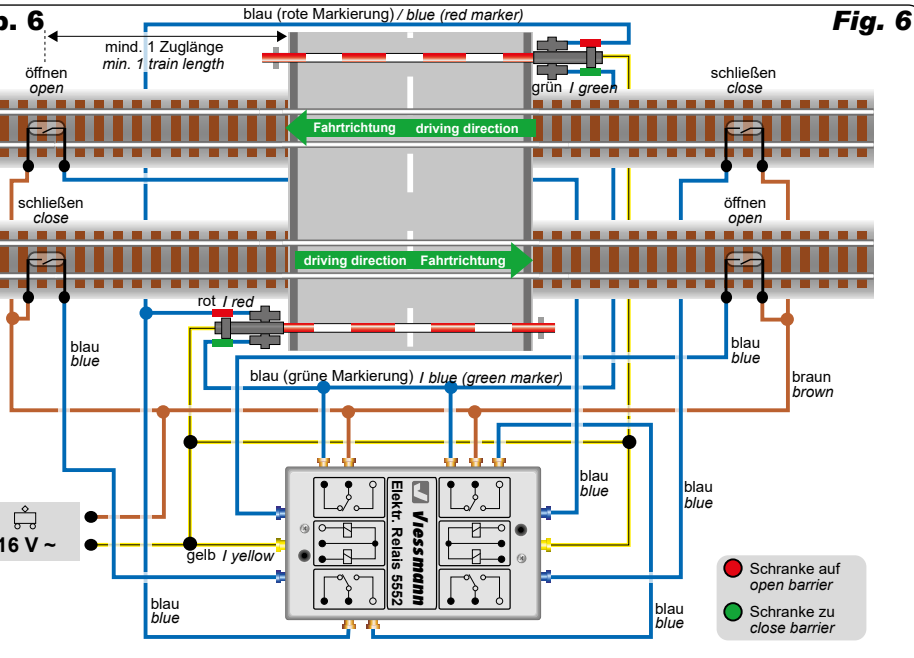 b. 6
blau (rote Markierung) / blue (red marker)
Fig. 6
mind. 1 Zuglänge
min. 1 train length
öffnen
open
grün / green
schließen
close
Fahrtrichtung driving direction
schließen
close
öffnen
open
driving direction Fahrtrichtung
rot / red
blau
blue
blau
blue
blau (grüne Markierung) / blue (green marker)
braun
brown
blau
blue
blau
blue
16 V ~
gelb / yellow
Viessmann
Elektr. Relais 5552
blau
blue
blau
blue
Schranke auf
open barrier
Schranke zu
close barrier